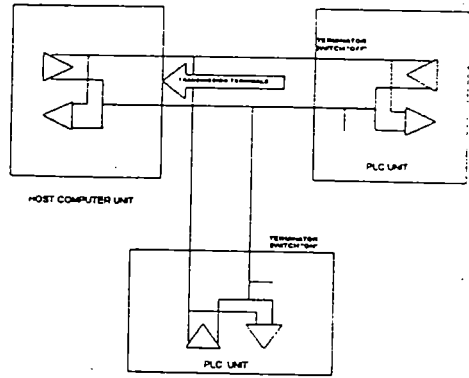 TERMINATOR
SWITCH "OFF"
TRANSMISSION TERMINALS
PLC UNIT
HOST COMPUTER UNIT
TERMINATOR
SWITCH "ON"
PLC UNIT